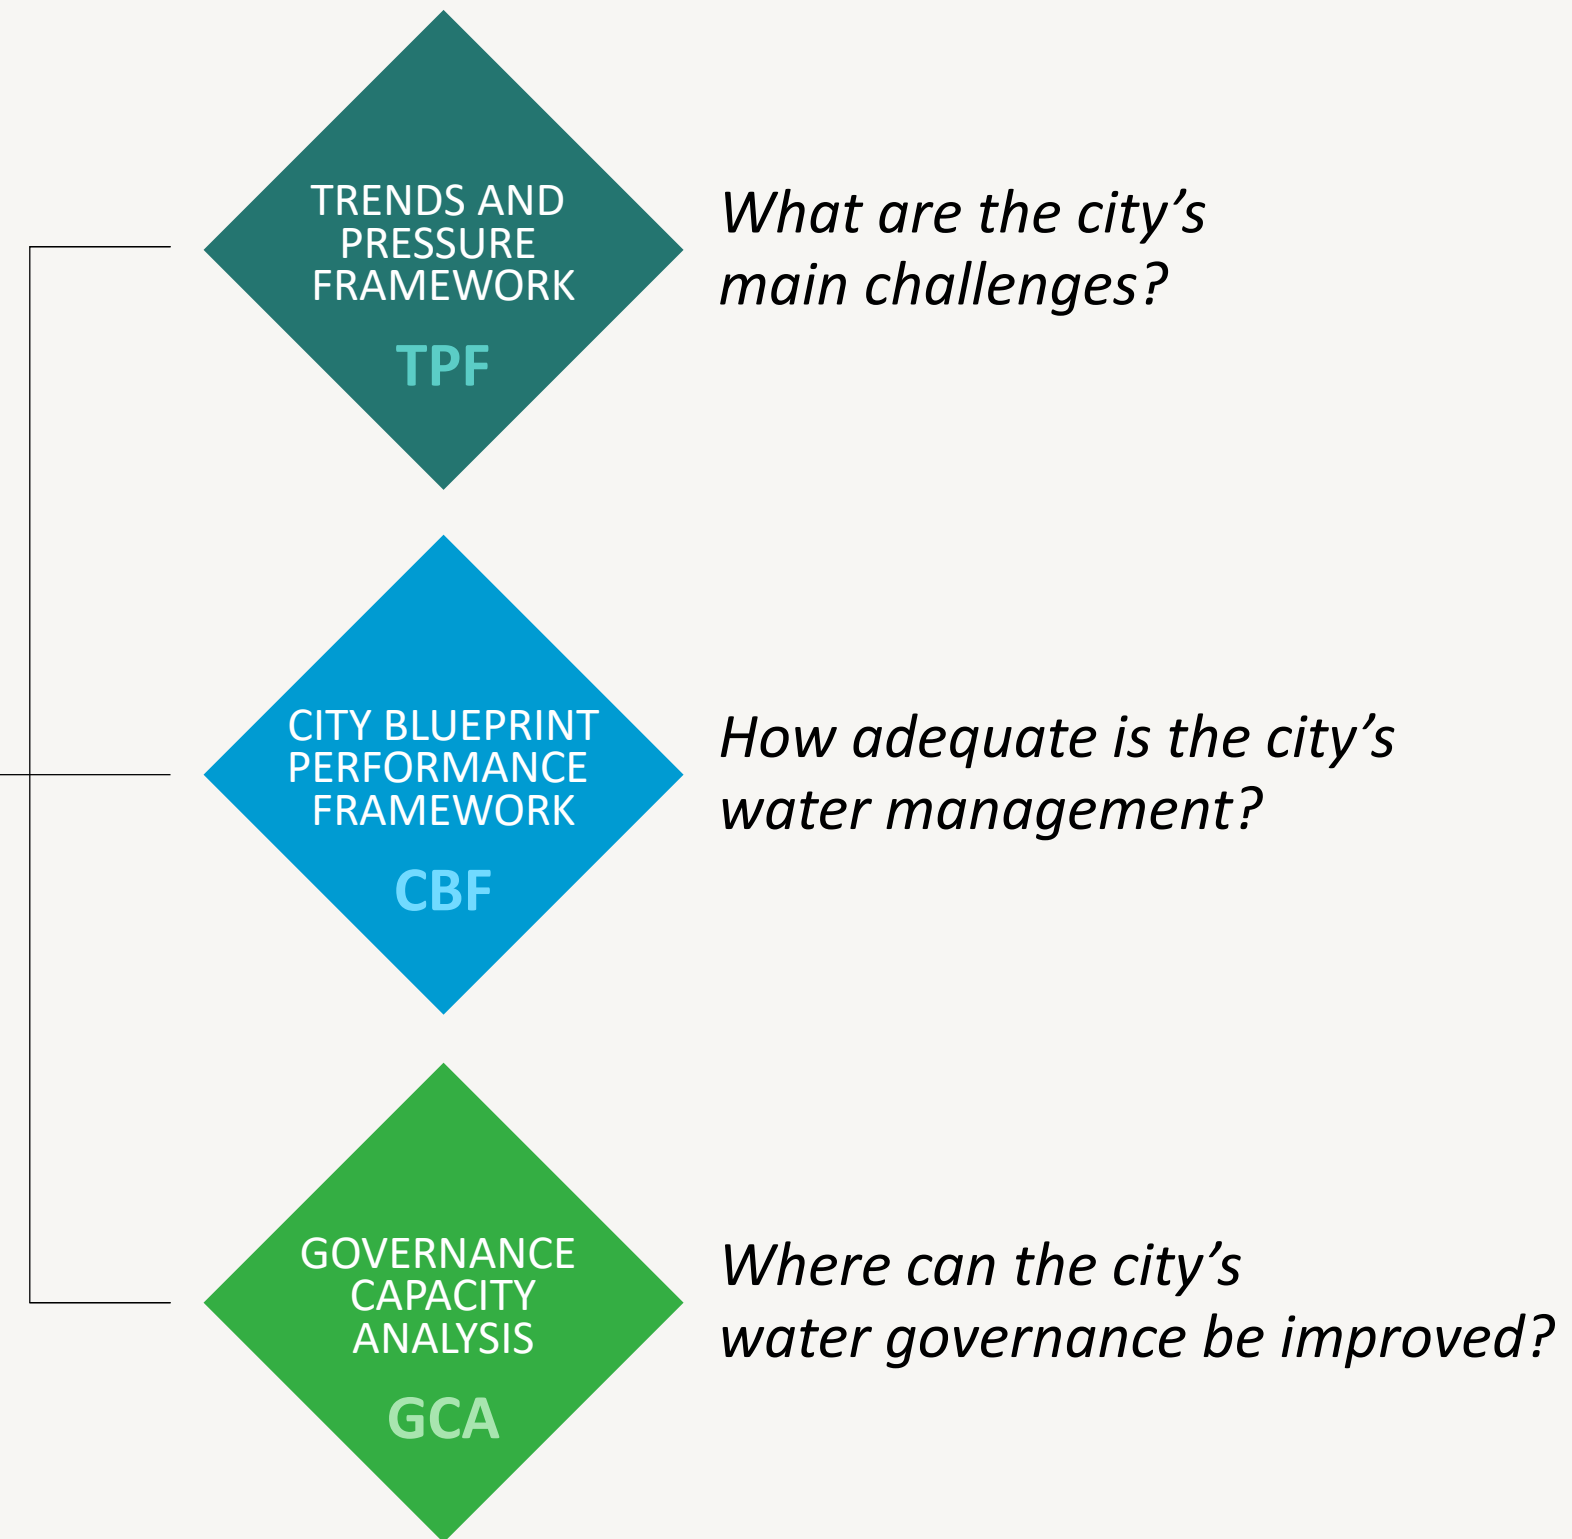 TRENDS AND
PRESSURE
FRAMEWORK
TPF
What are the city’s
main challenges?
CITY BLUEPRINT
PERFORMANCE
FRAMEWORK
CBF
How adequate is the city’s
water management?
GOVERNANCE
CAPACITY
ANALYSIS
GCA
Where can the city’s
water governance be improved?